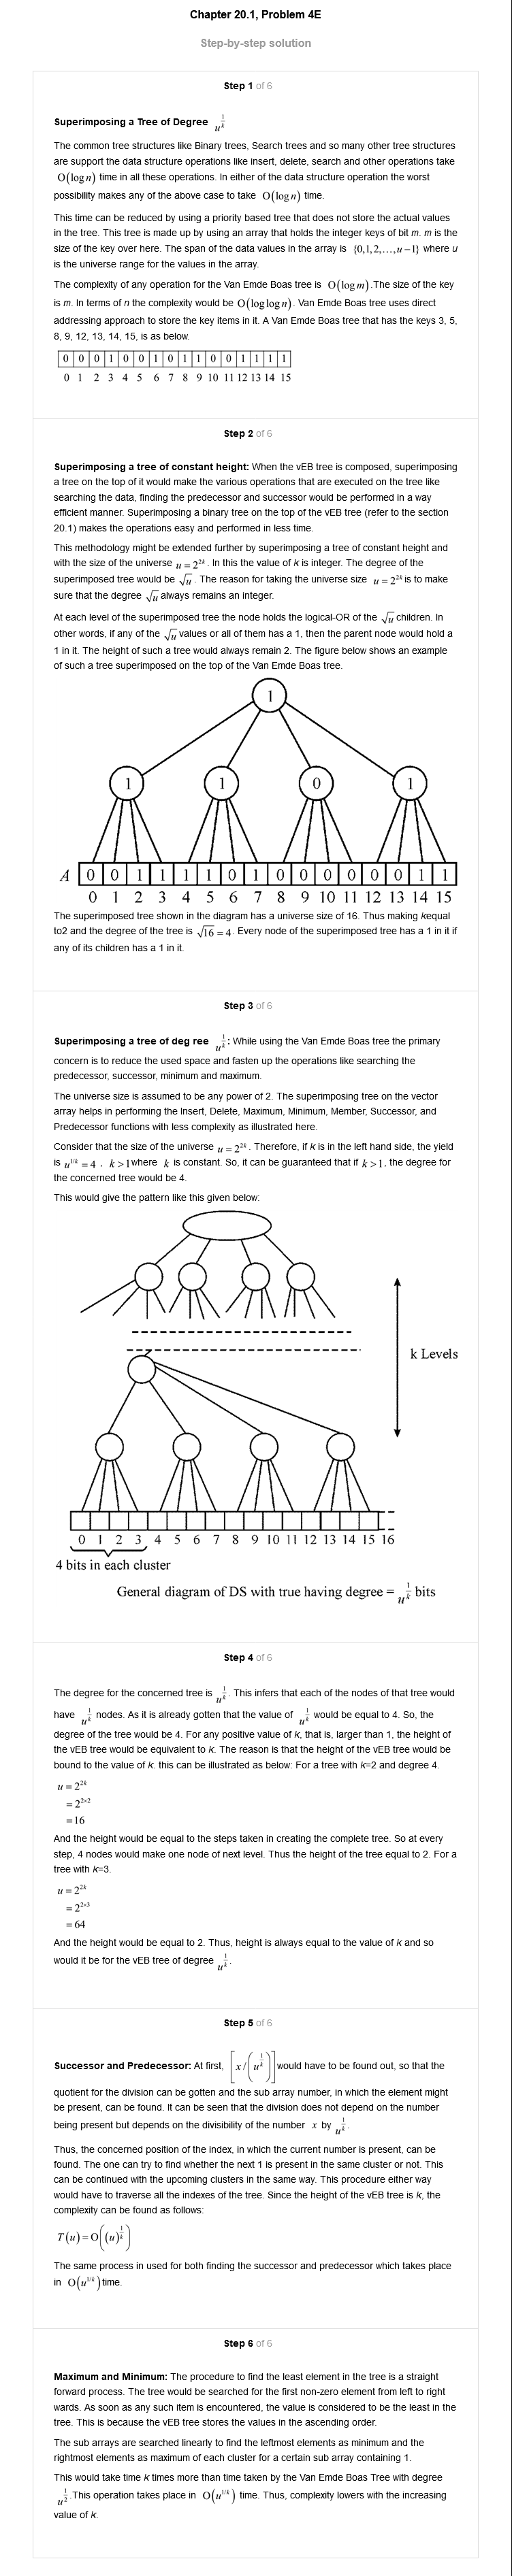 Chapter 20.1, Problem 4E
Step-by-step solution
Step 1 of 6
Superimposing a Tree of Degree u^{1/k}
The common tree structures like Binary trees, Search trees and so many other tree structures
are support the data structure operations like insert, delete, search and other operations take
O(log n) time in all these operations. In either of the data structure operation the worst
possibility makes any of the above case to take O(log n) time.
This time can be reduced by using a priority based tree that does not store the actual values
in the tree. This tree is made up by using an array that holds the integer keys of bit m. m is the
size of the key over here. The span of the data values in the array is {0,1,2,...,u−1} where u
is the universe range for the values in the array.
The complexity of any operation for the Van Emde Boas tree is O(log m).The size of the key
is m. In terms of n the complexity would be O(log log n). Van Emde Boas tree uses direct
addressing approach to store the key items in it. A Van Emde Boas tree that has the keys 3, 5,
8, 9, 12, 13, 14, 15, is as below.
0 0 0 1 0 0 1 0 1 1 0 0 1 1 1 1
0 1 2 3 4 5 6 7 8 9 10 11 12 13 14 15
Step 2 of 6
Superimposing a tree of constant height: When the vEB tree is composed, superimposing
a tree on the top of it would make the various operations that are executed on the tree like
searching the data, finding the predecessor and successor would be performed in a way
efficient manner. Superimposing a binary tree on the top of the vEB tree (refer to the section
20.1) makes the operations easy and performed in less time.
This methodology might be extended further by superimposing a tree of constant height and
with the size of the universe u = 2^{2k}. In this the value of k is integer. The degree of the
superimposed tree would be √u. The reason for taking the universe size u = 2^{2k} is to make
sure that the degree √u always remains an integer.
At each level of the superimposed tree the node holds the logical-OR of the √u children. In
other words, if any of the √u values or all of them has a 1, then the parent node would hold a
1 in it. The height of such a tree would always remain 2. The figure below shows an example
of such a tree superimposed on the top of the Van Emde Boas tree.
1
1 1 0 1
A 0 0 1 1 1 1 0 1 0 0 0 0 0 0 1 1
0 1 2 3 4 5 6 7 8 9 10 11 12 13 14 15
The superimposed tree shown in the diagram has a universe size of 16. Thus making kequal
to2 and the degree of the tree is √16 = 4. Every node of the superimposed tree has a 1 in it if
any of its children has a 1 in it.
Step 3 of 6
Superimposing a tree of deg ree u^{1/k}: While using the Van Emde Boas tree the primary
concern is to reduce the used space and fasten up the operations like searching the
predecessor, successor, minimum and maximum.
The universe size is assumed to be any power of 2. The superimposing tree on the vector
array helps in performing the Insert, Delete, Maximum, Minimum, Member, Successor, and
Predecessor functions with less complexity as illustrated here.
Consider that the size of the universe u = 2^{2k}. Therefore, if k is in the left hand side, the yield
is u^{1/k} = 4 , k > 1 where k is constant. So, it can be guaranteed that if k > 1, the degree for
the concerned tree would be 4.
This would give the pattern like this given below:
k Levels
0 1 2 3 4 5 6 7 8 9 10 11 12 13 14 15 16
4 bits in each cluster
General diagram of DS with true having degree = u^{1/k} bits
Step 4 of 6
The degree for the concerned tree is u^{1/k}. This infers that each of the nodes of that tree would
have u^{1/k} nodes. As it is already gotten that the value of u^{1/k} would be equal to 4. So, the
degree of the tree would be 4. For any positive value of k, that is, larger than 1, the height of
the vEB tree would be equivalent to k. The reason is that the height of the vEB tree would be
bound to the value of k. this can be illustrated as below: For a tree with k=2 and degree 4.
u = 2^{2k}
= 2^{2×2}
= 16
And the height would be equal to the steps taken in creating the complete tree. So at every
step, 4 nodes would make one node of next level. Thus the height of the tree equal to 2. For a
tree with k=3.
u = 2^{2k}
= 2^{2×3}
= 64
And the height would be equal to 2. Thus, height is always equal to the value of k and so
would it be for the vEB tree of degree u^{1/k}.
Step 5 of 6
Successor and Predecessor: At first, [x/(u^{1/k})] would have to be found out, so that the
quotient for the division can be gotten and the sub array number, in which the element might
be present, can be found. It can be seen that the division does not depend on the number
being present but depends on the divisibility of the number x by u^{1/k}.
Thus, the concerned position of the index, in which the current number is present, can be
found. The one can try to find whether the next 1 is present in the same cluster or not. This
can be continued with the upcoming clusters in the same way. This procedure either way
would have to traverse all the indexes of the tree. Since the height of the vEB tree is k, the
complexity can be found as follows:
T(u) = O((u)^{1/k})
The same process in used for both finding the successor and predecessor which takes place
in O(u^{1/k}) time.
Step 6 of 6
Maximum and Minimum: The procedure to find the least element in the tree is a straight
forward process. The tree would be searched for the first non-zero element from left to right
wards. As soon as any such item is encountered, the value is considered to be the least in the
tree. This is because the vEB tree stores the values in the ascending order.
The sub arrays are searched linearly to find the leftmost elements as minimum and the
rightmost elements as maximum of each cluster for a certain sub array containing 1.
This would take time k times more than time taken by the Van Emde Boas Tree with degree
u^{1/2}.This operation takes place in O(u^{1/k}) time. Thus, complexity lowers with the increasing
value of k.